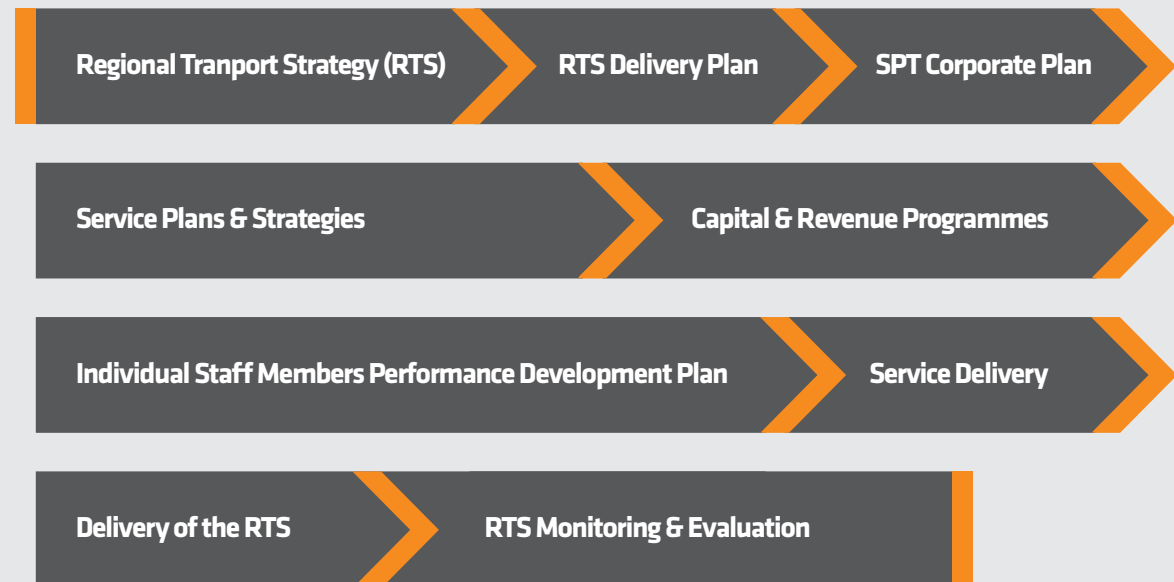 Regional Tranport Strategy (RTS)
RTS Delivery Plan
SPT Corporate Plan
Service Plans & Strategies
Capital & Revenue Programmes
Individual Staff Members Performance Development Plan
Service Delivery
Delivery of the RTS
RTS Monitoring & Evaluation